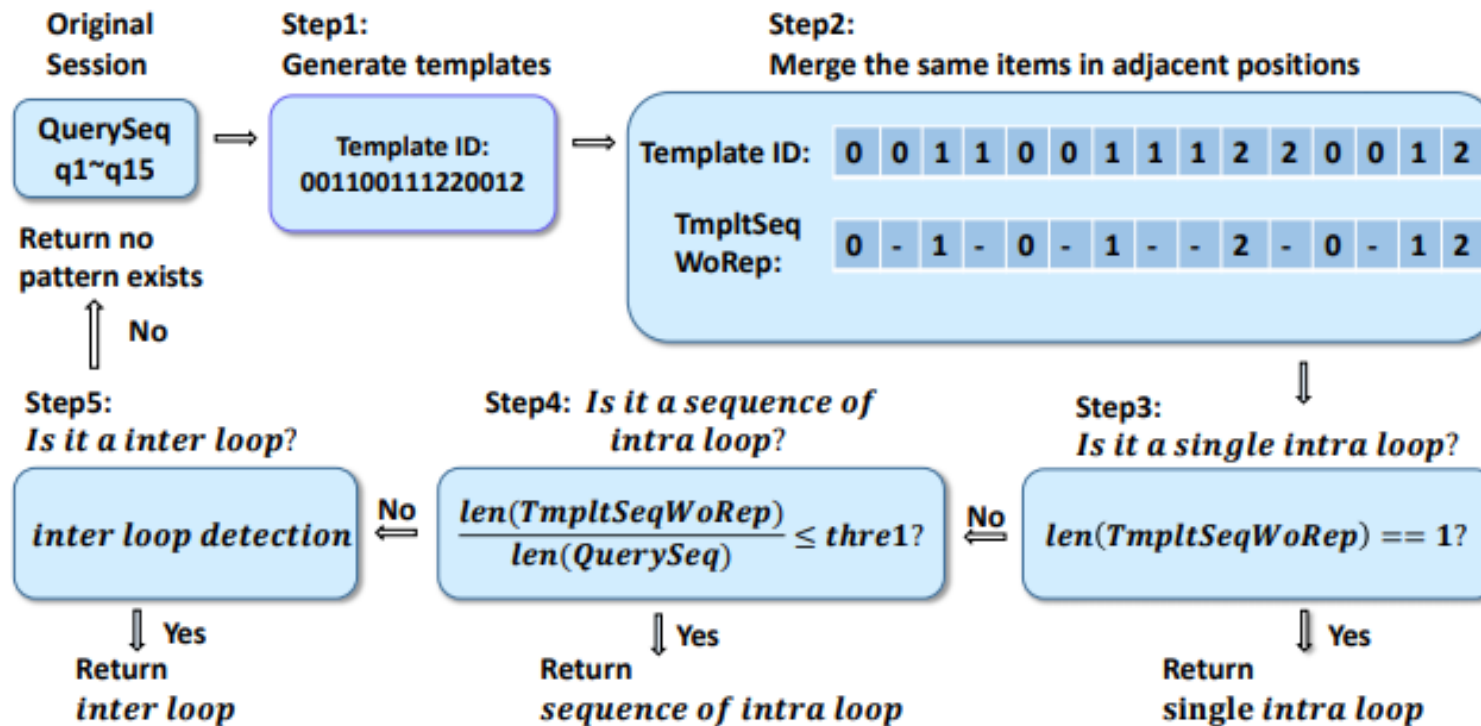 Original
Session
QuerySeq
q1~q15
Step1:
Generate templates
Template ID:
001100111220012
Step2:
Merge the same items in adjacent positions
Template ID: 0 0 1 1 0 0 1 1 1 2 2 0 0 1 2
TmpltSeq
WoRep: 0 - 1 - 0 - 1 - - 2 - 0 - 1 2
Return no
pattern exists
No
Step3:
Is it a single intra loop?
len(TmpltSeqWoRep) == 1?
Yes
Return
single intra loop
No
Step4: Is it a sequence of
intra loop?
len(TmpltSeqWoRep)
len(QuerySeq)
≤ thre1?
Yes
Return
sequence of intra loop
No
Step5:
Is it a inter loop?
inter loop detection
Yes
Return
inter loop